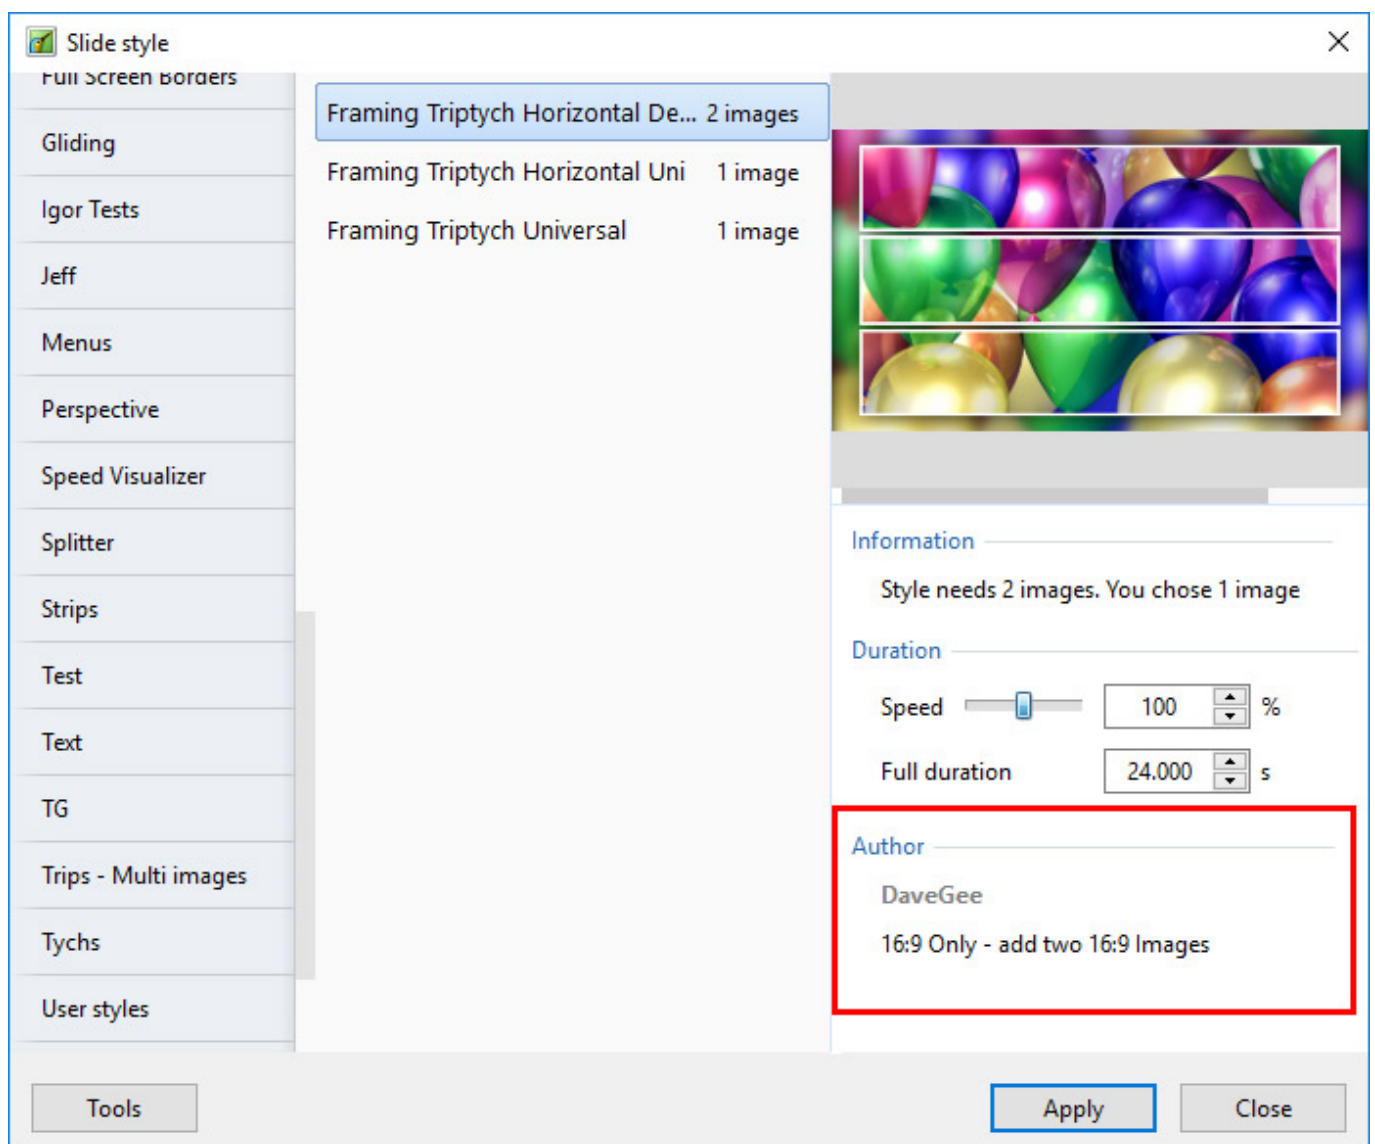 Slide style
Full Screen Borders
Gliding
Igor Tests
Jeff
Menus
Perspective
Speed Visualizer
Splitter
Strips
Test
Text
TG
Trips - Multi images
Tychs
User styles
Framing Triptych Horizontal De... 2 images
Framing Triptych Horizontal Uni 1 image
Framing Triptych Universal 1 image
Information
Style needs 2 images. You chose 1 image
Duration
Speed 100 %
Full duration 24.000 s
Author
DaveGee
16:9 Only - add two 16:9 Images
Tools
Apply
Close